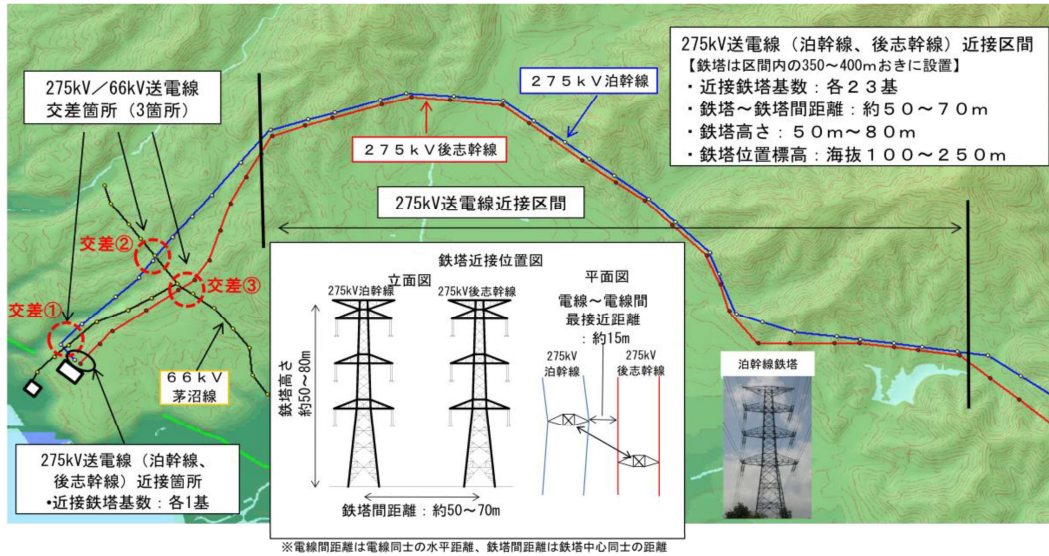 275kV送電線（泊幹線、後志幹線）近接区間
【鉄塔は区間内の350～400mおきに設置】
・近接鉄塔基数：各２３基
・鉄塔～鉄塔間距離：約５０～７０ｍ
・鉄塔高さ：５０ｍ～８０ｍ
・鉄塔位置標高：海抜１００～２５０ｍ
275kV／66kV送電線
交差箇所（3箇所）
２７５ｋＶ泊幹線
２７５ｋＶ後志幹線
275kV送電線近接区間
交差②
交差③
交差①
６６ｋＶ
茅沼線
275kV送電線（泊幹線、
後志幹線）近接箇所
・近接鉄塔基数：各1基
鉄塔近接位置図
立面図
275kV泊幹線
275kV後志幹線
鉄塔高さ
約50～80m
鉄塔間距離：約50～70m
平面図
電線～電線間
最接近距離
：約15m
275kV
泊幹線
275kV
後志幹線
泊幹線鉄塔
※電線間距離は電線同士の水平距離、鉄塔間距離は鉄塔中心同士の距離